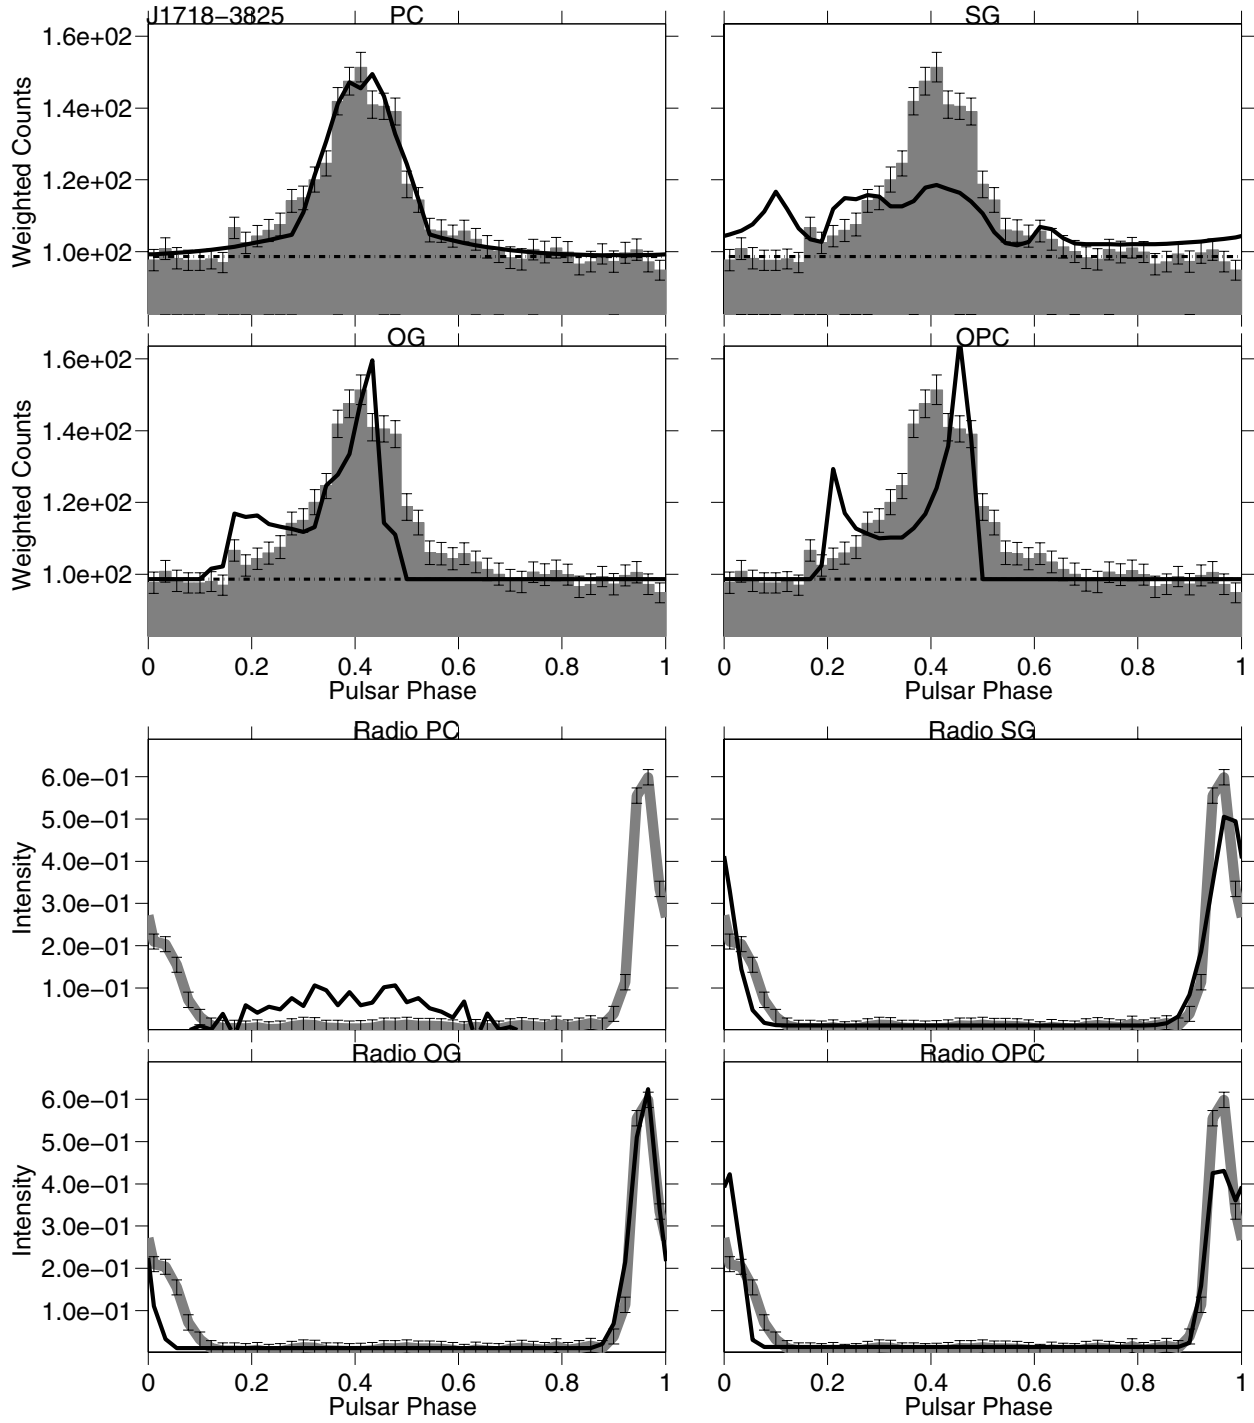 J1718−3825
PC
SG
1.6e+02
1.4e+02
1.2e+02
1.0e+02
Weighted Counts
OG
OPC
1.6e+02
1.4e+02
1.2e+02
1.0e+02
Weighted Counts
0 0.2 0.4 0.6 0.8 1
0 0.2 0.4 0.6 0.8 1
Pulsar Phase
Pulsar Phase
Radio PC
Radio SG
6.0e−01
5.0e−01
4.0e−01
3.0e−01
2.0e−01
1.0e−01
Intensity
Radio OG
Radio OPC
6.0e−01
5.0e−01
4.0e−01
3.0e−01
2.0e−01
1.0e−01
Intensity
0 0.2 0.4 0.6 0.8 1
0 0.2 0.4 0.6 0.8 1
Pulsar Phase
Pulsar Phase